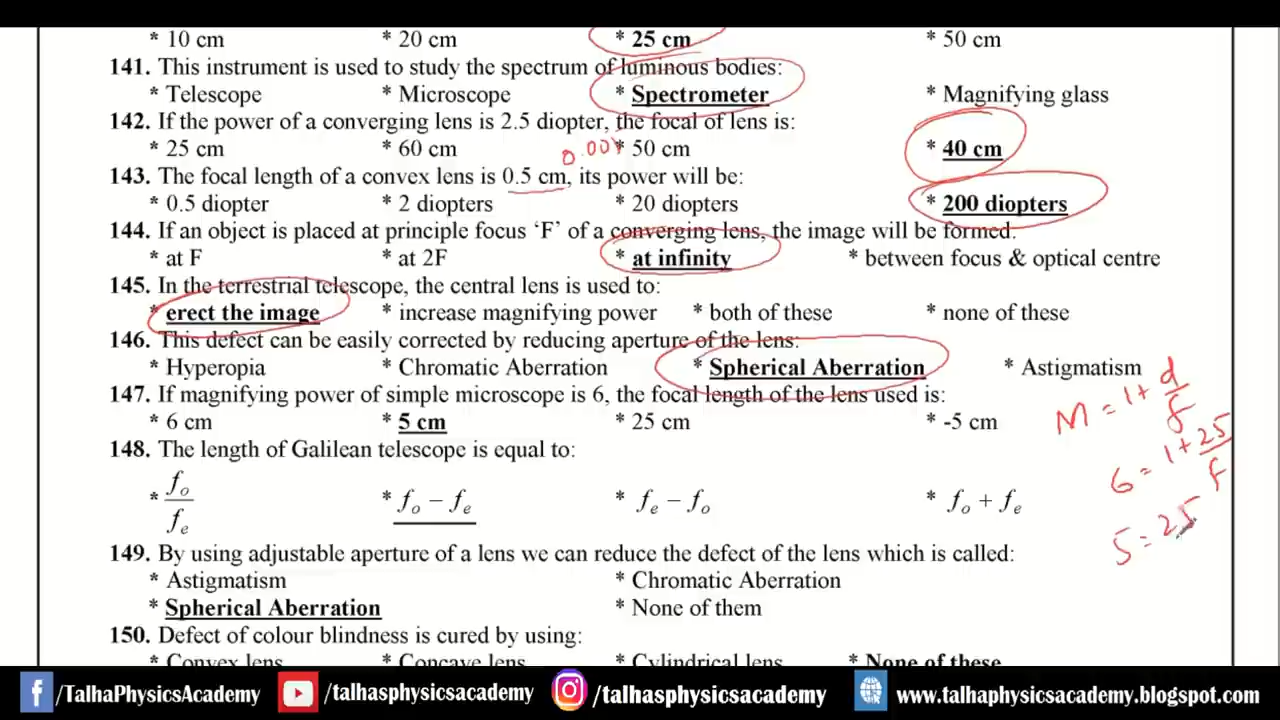 * 10 cm * 20 cm * 25 cm * 50 cm
141. This instrument is used to study the spectrum of luminous bodies:
* Telescope * Microscope * Spectrometer * Magnifying glass
142. If the power of a converging lens is 2.5 diopter, the focal of lens is:
* 25 cm * 60 cm * 50 cm * 40 cm
143. The focal length of a convex lens is 0.5 cm, its power will be:
* 0.5 diopter * 2 diopters * 20 diopters * 200 diopters
144. If an object is placed at principle focus ‘F’ of a converging lens, the image will be formed:
* at F * at 2F * at infinity * between focus & optical centre
145. In the terrestrial telescope, the central lens is used to:
* erect the image * increase magnifying power * both of these * none of these
146. This defect can be easily corrected by reducing aperture of the lens:
* Hyperopia * Chromatic Aberration * Spherical Aberration * Astigmatism
147. If magnifying power of simple microscope is 6, the focal length of the lens used is:
* 6 cm * 5 cm * 25 cm * -5 cm
M = 1 + d/f
6 = 1 + 25/f
5 = 25
148. The length of Galilean telescope is equal to:
* fo/fe * fo – fe * fe – fo * fo + fe
149. By using adjustable aperture of a lens we can reduce the defect of the lens which is called:
* Astigmatism * Chromatic Aberration
* Spherical Aberration * None of them
150. Defect of colour blindness is cured by using:
* Convex lens * Concave lens * Cylindrical lens * None of these
/TalhaPhysicsAcademy /talhasphysicsacademy /talhasphysicsacademy www.talhaphysicsacademy.blogspot.com